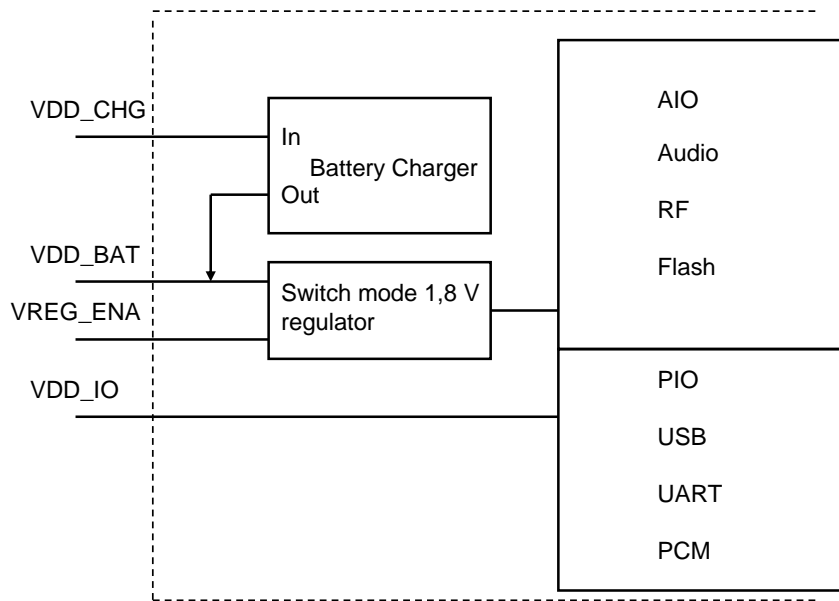 VDD_CHG
In
Battery Charger
Out
VDD_BAT
VREG_ENA
Switch mode 1,8 V
regulator
VDD_IO
AIO
Audio
RF
Flash
PIO
USB
UART
PCM